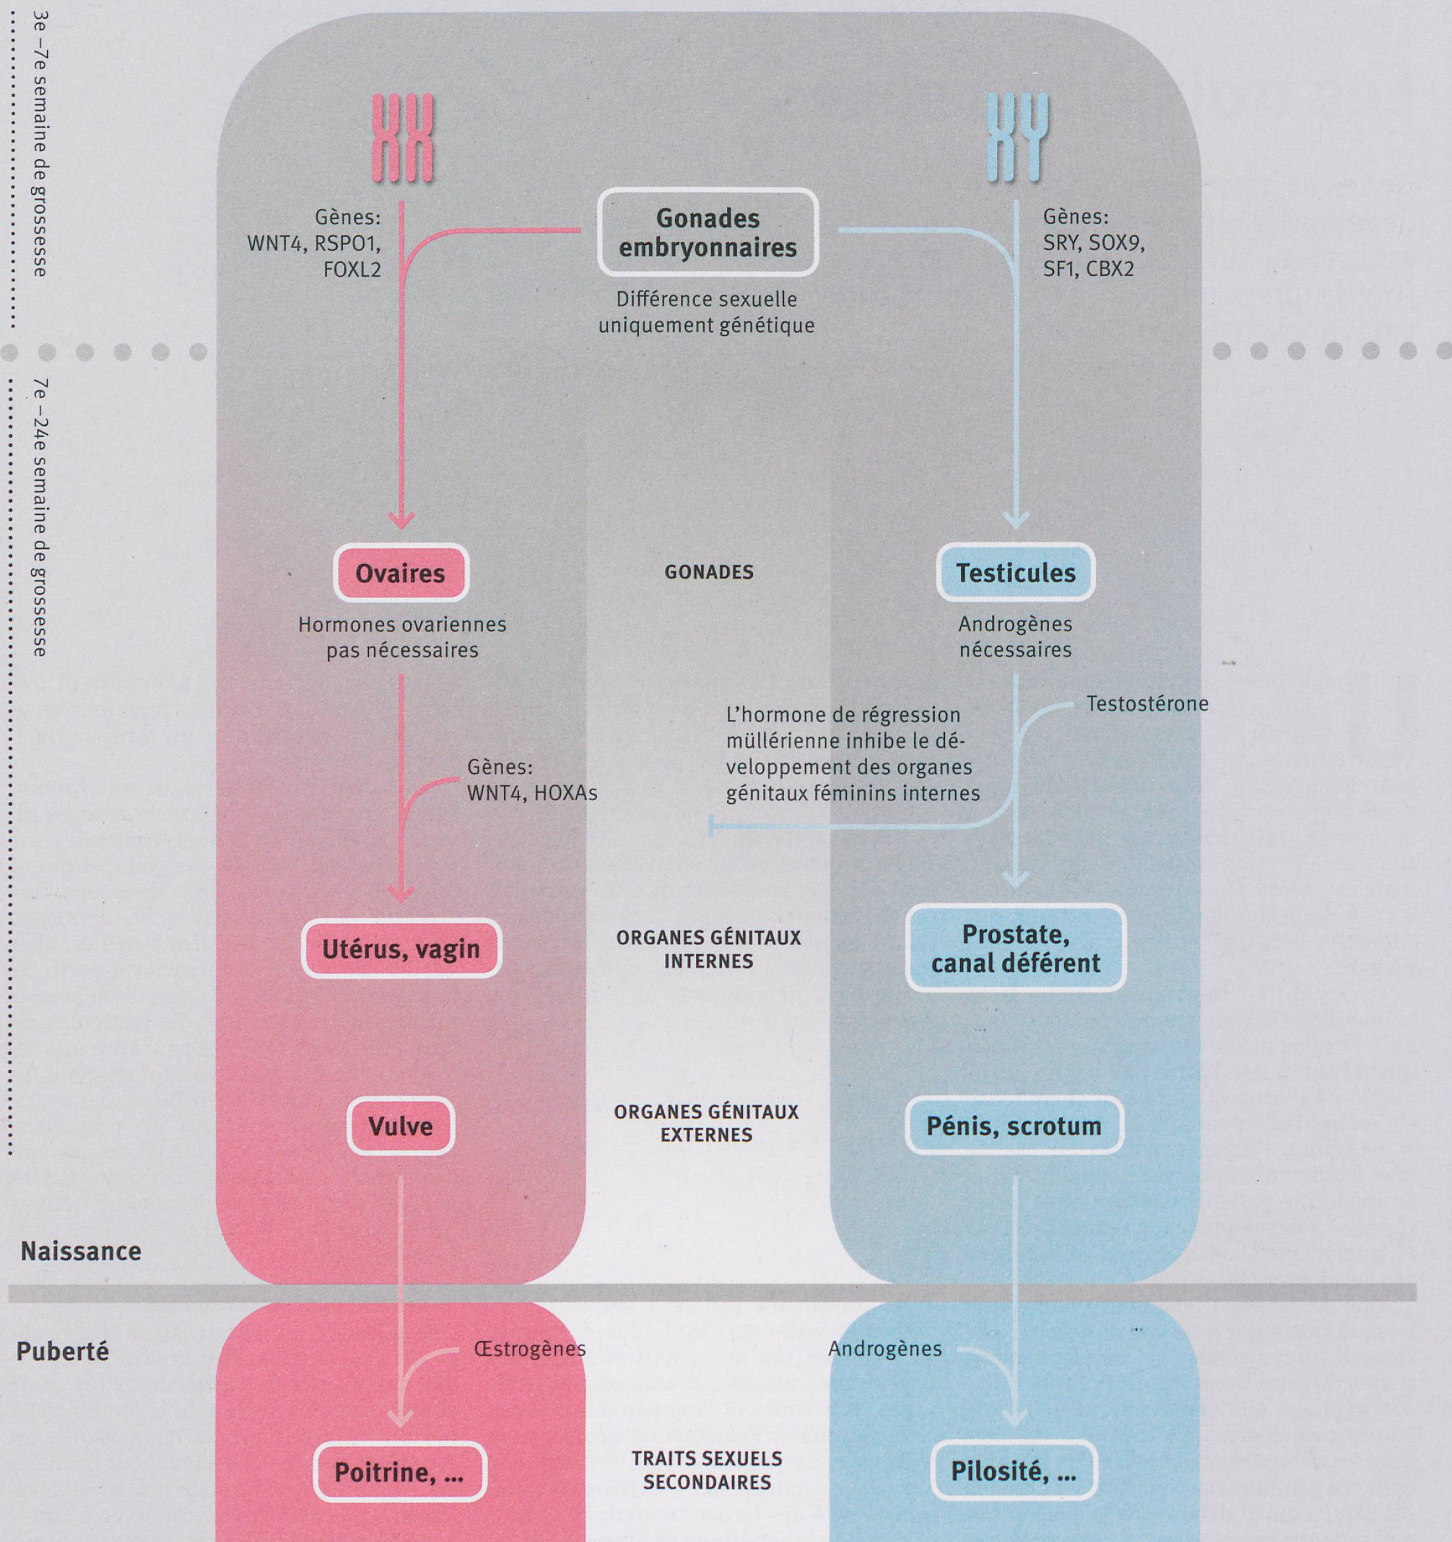 3e –7e semaine de grossesse
Gènes:
WNT4, RSPO1,
FOXL2
Gonades
embryonnaires
Différence sexuelle
uniquement génétique
Gènes:
SRY, SOX9,
SF1, CBX2
7e –24e semaine de grossesse
Ovaires
GONADES
Testicules
Hormones ovariennes
pas nécessaires
Androgènes
nécessaires
Testostérone
L'hormone de régression
müllérienne inhibe le dé-
veloppement des organes
génitaux féminins internes
Gènes:
WNT4, HOXAs
Utérus, vagin
ORGANES GÉNITAUX
INTERNES
Prostate,
canal déférent
Vulve
ORGANES GÉNITAUX
EXTERNES
Pénis, scrotum
Naissance
Puberté
Œstrogènes
Androgènes
Poitrine, ...
TRAITS SEXUELS
SECONDAIRES
Pilosité, ...